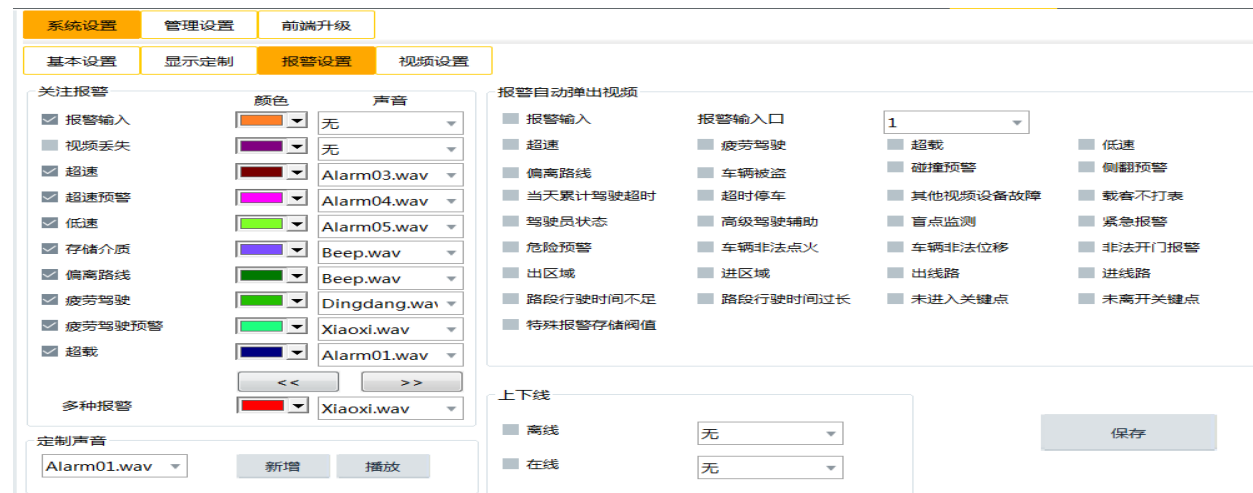 系统设置 管理设置 前端升级
基本设置 显示定制 报警设置 视频设置
关注报警
颜色 声音
报警输入 无
视频丢失 无
超速 Alarm03.wav
超速预警 Alarm04.wav
低速 Alarm05.wav
存储介质 Beep.wav
偏离路线 Beep.wav
疲劳驾驶 Dingdang.wav
疲劳驾驶预警 Xiaoxi.wav
超载 Alarm01.wav
<< >>
多种报警 Xiaoxi.wav
定制声音
Alarm01.wav 新增 播放
报警自动弹出视频
报警输入 报警输入口 1
超速 疲劳驾驶 超载 低速
偏离路线 车辆被盗 碰撞预警 侧翻预警
当天累计驾驶超时 超时停车 其他视频设备故障 载客不打表
驾驶员状态 高级驾驶辅助 盲点监测 紧急报警
危险预警 车辆非法点火 车辆非法位移 非法开门报警
出区域 进区域 出线路 进线路
路段行驶时间不足 路段行驶时间过长 未进入关键点 未离开关键点
特殊报警存储阀值
上下线
离线 无
在线 无
保存